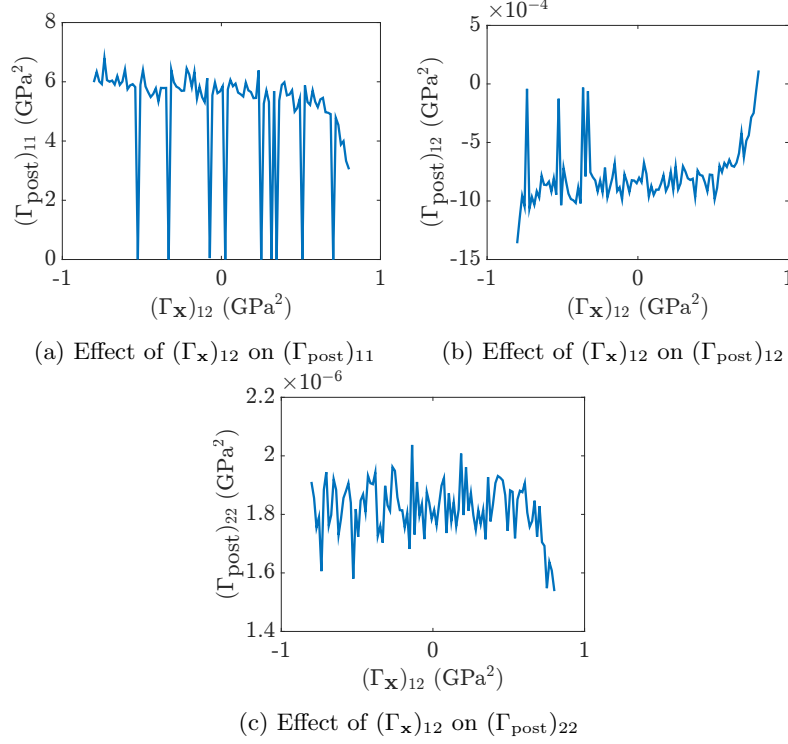 8
6
4
2
0
-1
0
1
(Γpost)11 (GPa²)
(Γx)12 (GPa²)
(a) Effect of (Γx)12 on (Γpost)11
×10⁻⁴
5
0
-5
-10
-15
-1
0
1
(Γpost)12 (GPa²)
(Γx)12 (GPa²)
(b) Effect of (Γx)12 on (Γpost)12
×10⁻⁶
2.2
2
1.8
1.6
1.4
-1
0
1
(Γpost)22 (GPa²)
(Γx)12 (GPa²)
(c) Effect of (Γx)12 on (Γpost)22